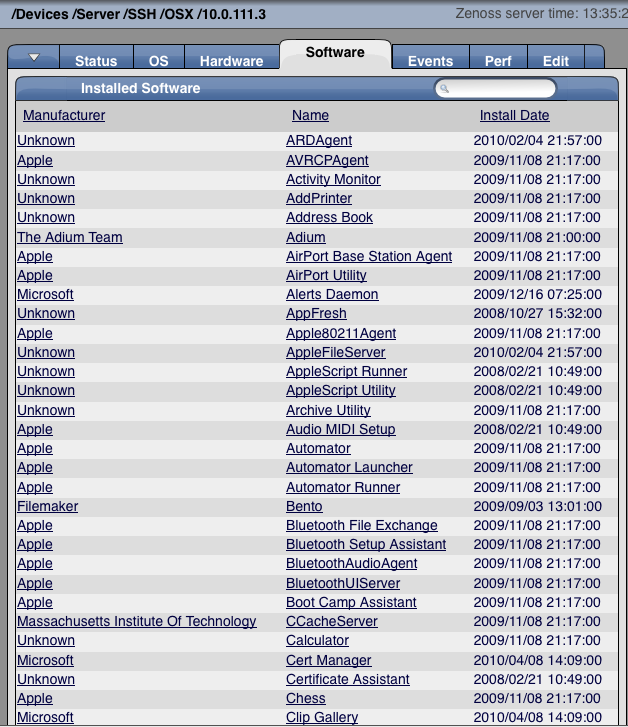 /Devices /Server /SSH /OSX /10.0.111.3 Zenoss server time: 13:35:2
Status OS Hardware Software Events Perf Edit
Installed Software
Manufacturer Name Install Date
Unknown ARDAgent 2010/02/04 21:57:00
Apple AVRCPAgent 2009/11/08 21:17:00
Unknown Activity Monitor 2009/11/08 21:17:00
Unknown AddPrinter 2009/11/08 21:17:00
Unknown Address Book 2009/11/08 21:17:00
The Adium Team Adium 2009/11/08 21:00:00
Apple AirPort Base Station Agent 2009/11/08 21:17:00
Apple AirPort Utility 2009/11/08 21:17:00
Microsoft Alerts Daemon 2009/12/16 07:25:00
Unknown AppFresh 2008/10/27 15:32:00
Apple Apple80211Agent 2009/11/08 21:17:00
Unknown AppleFileServer 2010/02/04 21:57:00
Unknown AppleScript Runner 2008/02/21 10:49:00
Unknown AppleScript Utility 2008/02/21 10:49:00
Unknown Archive Utility 2009/11/08 21:17:00
Apple Audio MIDI Setup 2008/02/21 10:49:00
Apple Automator 2009/11/08 21:17:00
Apple Automator Launcher 2009/11/08 21:17:00
Apple Automator Runner 2009/11/08 21:17:00
Filemaker Bento 2009/09/03 13:01:00
Apple Bluetooth File Exchange 2009/11/08 21:17:00
Apple Bluetooth Setup Assistant 2009/11/08 21:17:00
Apple BluetoothAudioAgent 2009/11/08 21:17:00
Apple BluetoothUIServer 2009/11/08 21:17:00
Apple Boot Camp Assistant 2009/11/08 21:17:00
Massachusetts Institute Of Technology CCacheServer 2009/11/08 21:17:00
Unknown Calculator 2009/11/08 21:17:00
Microsoft Cert Manager 2010/04/08 14:09:00
Unknown Certificate Assistant 2008/02/21 10:49:00
Apple Chess 2009/11/08 21:17:00
Microsoft Clip Gallery 2010/04/08 14:09:00